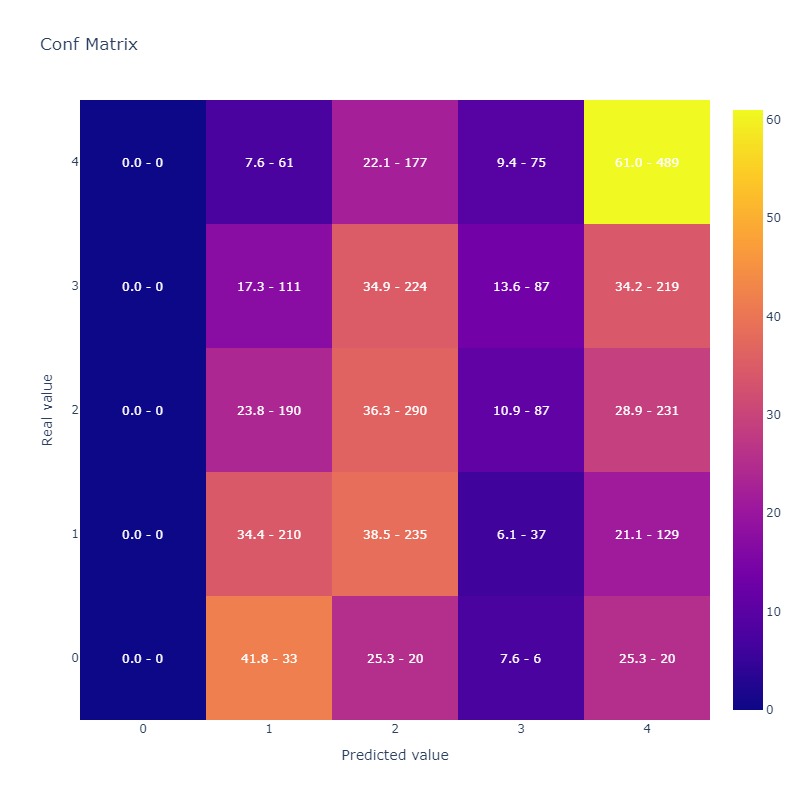 Conf Matrix
60
4 0.0 - 0 7.6 - 61 22.1 - 177 9.4 - 75 61.0 - 489
50
3 0.0 - 0 17.3 - 111 34.9 - 224 13.6 - 87 34.2 - 219
40
Real value
2 0.0 - 0 23.8 - 190 36.3 - 290 10.9 - 87 28.9 - 231
30
20
1 0.0 - 0 34.4 - 210 38.5 - 235 6.1 - 37 21.1 - 129
10
0 0.0 - 0 41.8 - 33 25.3 - 20 7.6 - 6 25.3 - 20
0
0 1 2 3 4
Predicted value